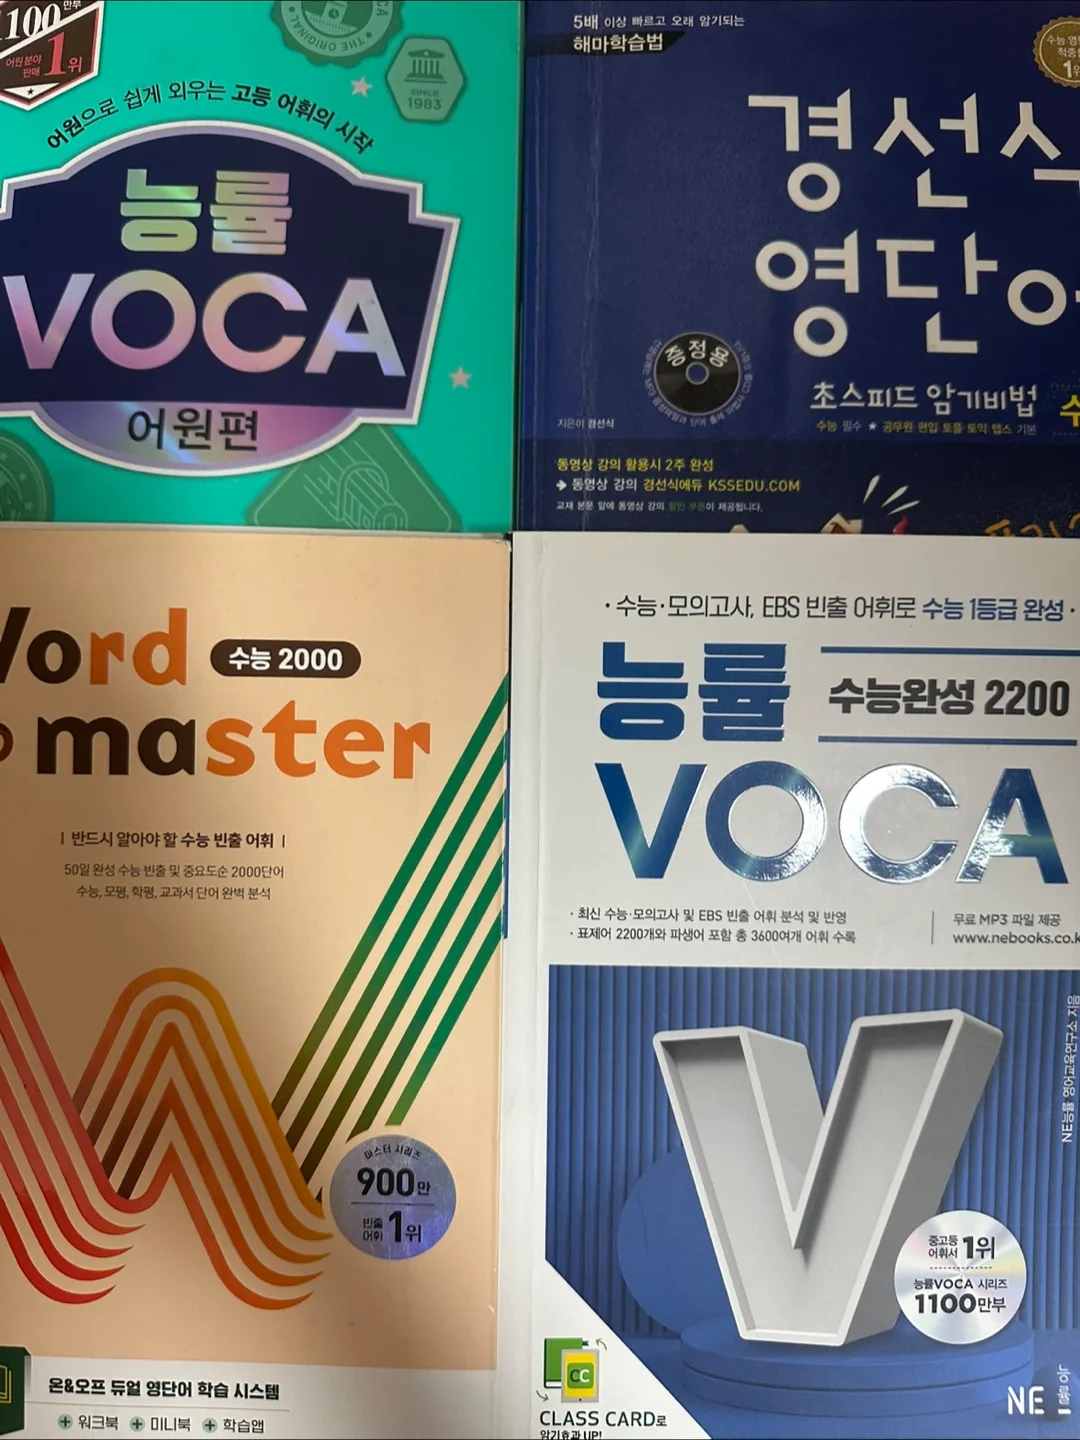 1100만부
어원분야
판매 1위
THE ORIGINAL
SINCE
1983
어원으로 쉽게 외우는 고등 어휘의 시작
능률
VOCA
어원편
5배 이상 빠르고 오래 암기되는
해마학습법
수능 영
적중
1위
경선식
영단어
증정용
초스피드 암기비법
수능 필수 ★ 공무원·편입·토플·토익·텝스 기본
지은이 경선식
동영상 강의 활용시 2주 완성
➔ 동영상 강의 경선식에듀 KSSEDU.COM
교재 본문 앞에 동영상 강의 할인 쿠폰이 제공됩니다.
Word
수능 2000
master
| 반드시 알아야 할 수능 빈출 어휘 |
50일 완성 수능 빈출 및 중요도순 2000단어
수능, 모평, 학평, 교과서 단어 완벽 분석
마스터 시리즈
900만
빈출
어휘 1위
온&오프 듀얼 영단어 학습 시스템
+ 워크북 + 미니북 + 학습앱
· 수능·모의고사, EBS 빈출 어휘로 수능 1등급 완성 ·
능률
수능완성 2200
VOCA
· 최신 수능·모의고사 및 EBS 빈출 어휘 분석 및 반영
· 표제어 2200개와 파생어 포함 총 3600여개 어휘 수록
무료 MP3 파일 제공
www.nebooks.co.k
NE능률 영어교육연구소 지음
V
중고등
어휘서 1위
능률VOCA 시리즈
1100만부
CC
CLASS CARD로
암기효과 UP!
NE